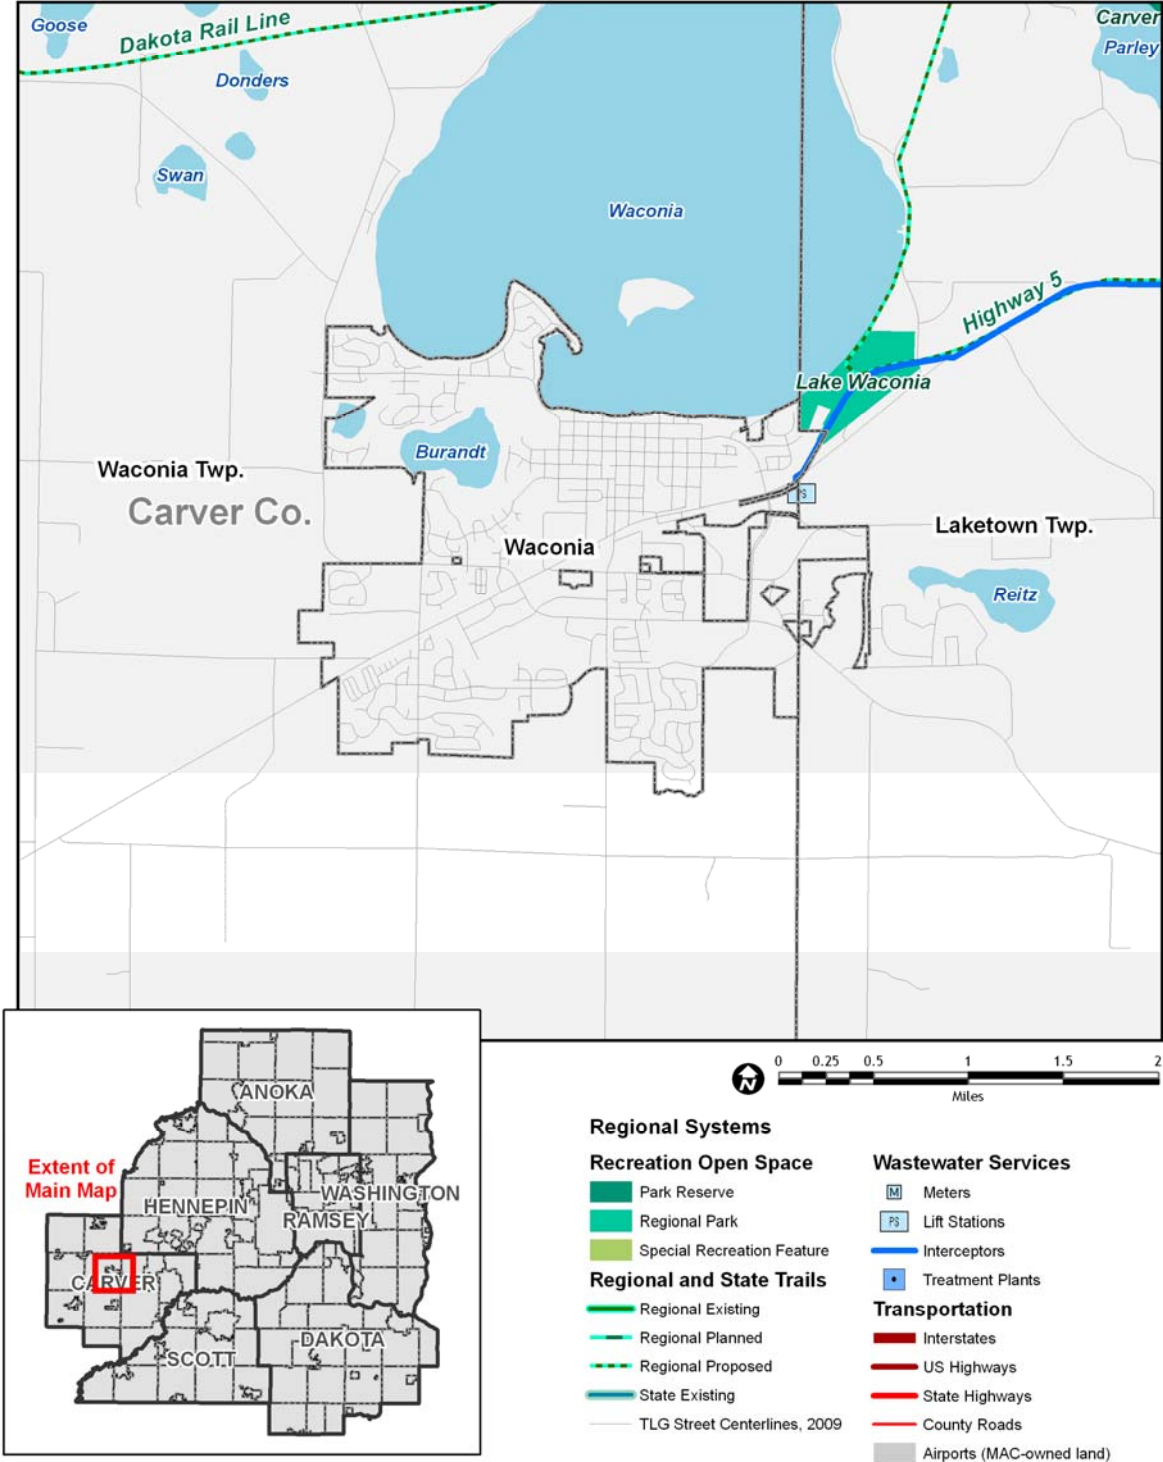 Goose
Dakota Rail Line
Carver
Parley
Donders
Swan
Waconia
Highway 5
Lake Waconia
Burandt
Waconia Twp.
Carver Co.
PS
Laketown Twp.
Waconia
Reitz
0 0.25 0.5 1 1.5 2
Miles
N
ANOKA
Extent of
Main Map
WASHINGTON
HENNEPIN
RAMSEY
CARVER
DAKOTA
SCOTT
Regional Systems
Recreation Open Space
Park Reserve
Regional Park
Special Recreation Feature
Regional and State Trails
Regional Existing
Regional Planned
Regional Proposed
State Existing
TLG Street Centerlines, 2009
Wastewater Services
M Meters
PS Lift Stations
Interceptors
Treatment Plants
Transportation
Interstates
US Highways
State Highways
County Roads
Airports (MAC-owned land)